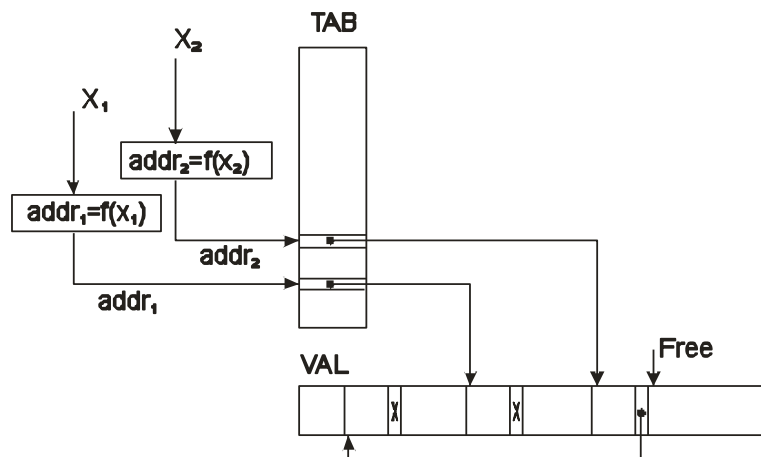 TAB
X₂
X₁
addr₂=f(x₂)
addr₁=f(x₁)
addr₂
addr₁
Free
VAL
X X